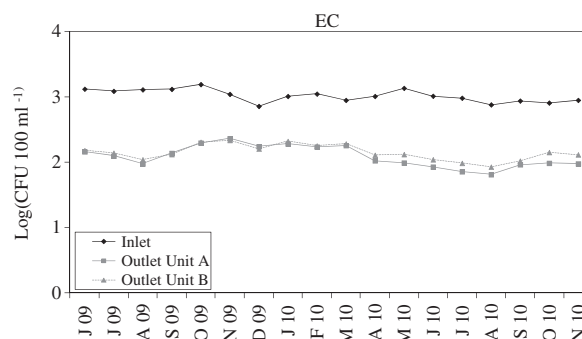 EC
Log(CFU 100 ml -1)
4
3
2
1
0
Inlet
Outlet Unit A
Outlet Unit B
J 09
J 09
A 09
S 09
O 09
N 09
D 09
J 10
F 10
M 10
A 10
M 10
J 10
J 10
A 10
S 10
O 10
N 10